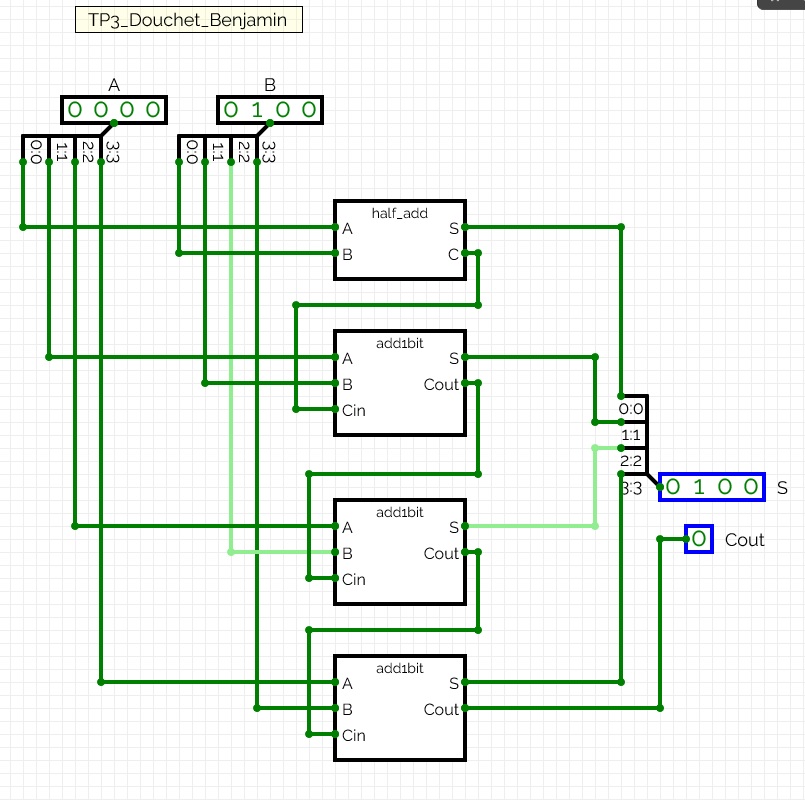 TP3_Douchet_Benjamin
A B
0 0 0 0 0 1 0 0
0:0 1:1 2:2 3:3 0:0 1:1 2:2 3:3
half_add
A S
B C
add1bit
A S
B Cout
Cin
0:0
1:1
2:2
3:3
0 1 0 0 S
add1bit
A S
B Cout
Cin
0 Cout
add1bit
A S
B Cout
Cin